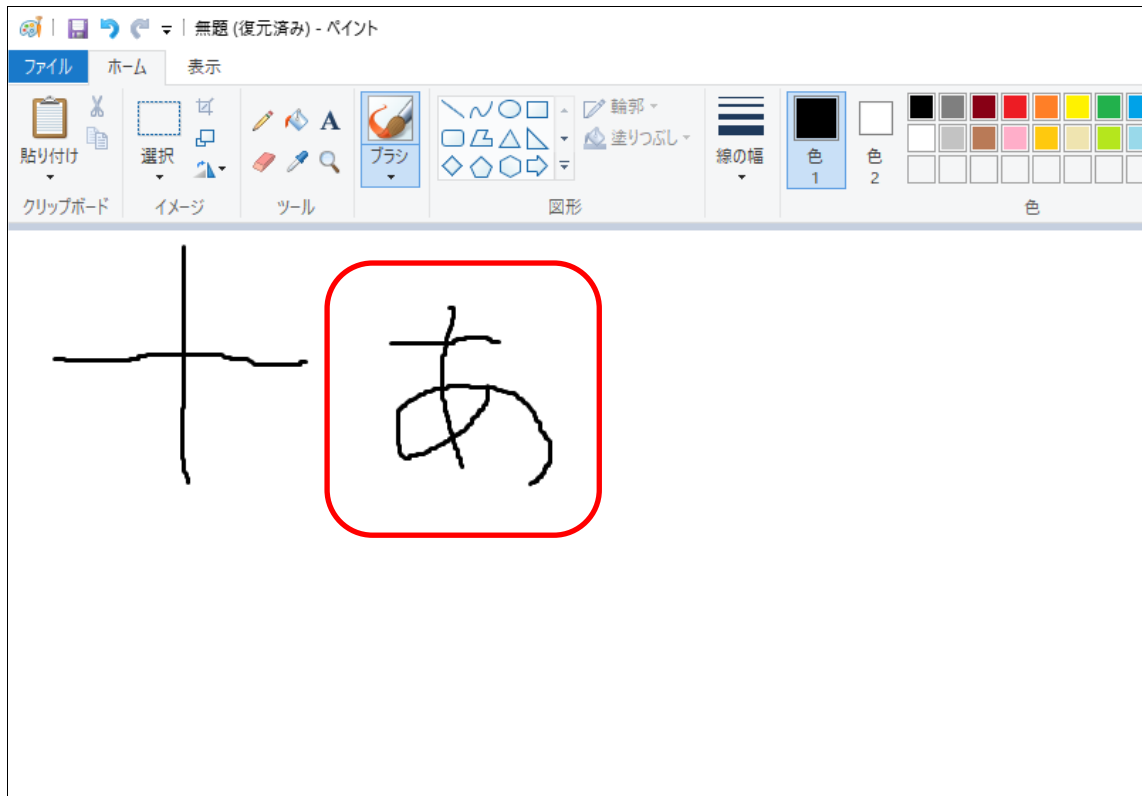 無題 (復元済み) - ペイント
ファイル ホーム 表示
貼り付け 選択 A ブラシ 輪郭 塗りつぶし 線の幅 色 1 色 2
クリップボード イメージ ツール 図形 色
十 あ